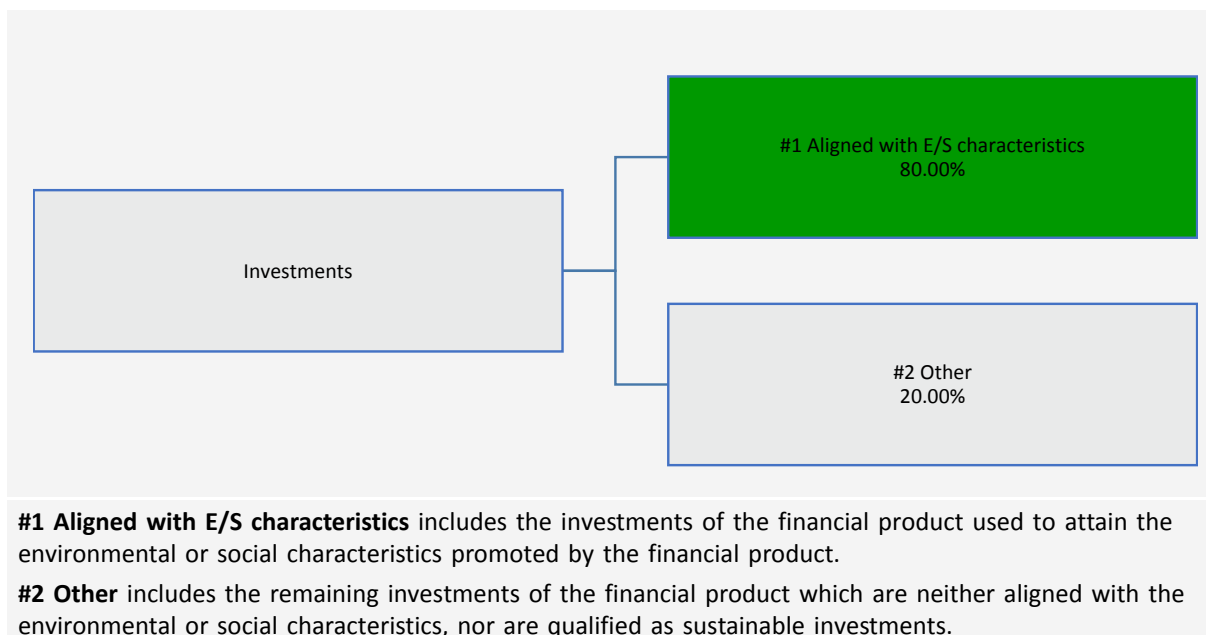 #1 Aligned with E/S characteristics
80.00%
Investments
#2 Other
20.00%
#1 Aligned with E/S characteristics includes the investments of the financial product used to attain the
environmental or social characteristics promoted by the financial product.
#2 Other includes the remaining investments of the financial product which are neither aligned with the
environmental or social characteristics, nor are qualified as sustainable investments.